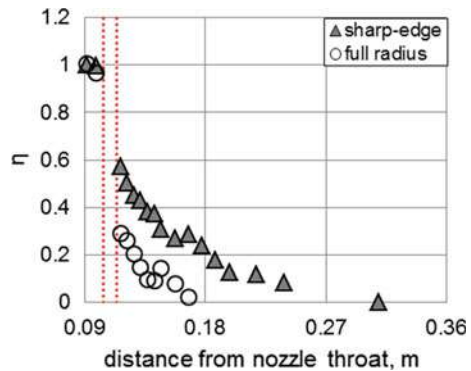 1.2
sharp-edge
full radius
1
0.8
η
0.6
0.4
0.2
0
0.09 0.18 0.27 0.36
distance from nozzle throat, m